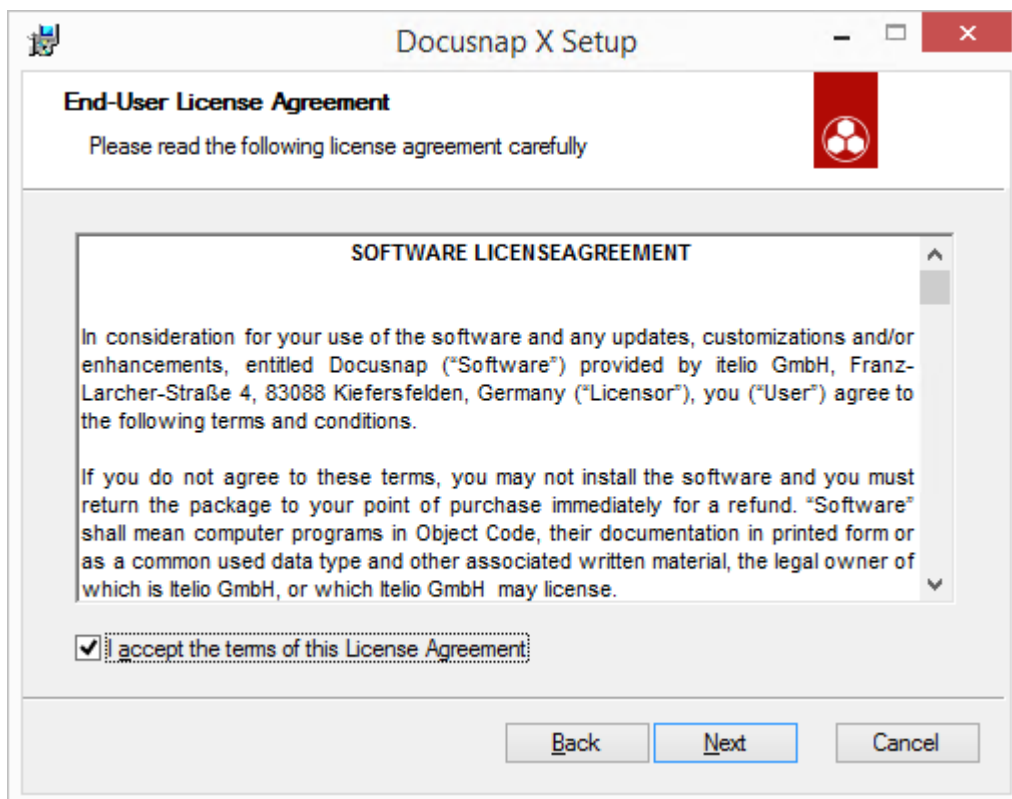 Docusnap X Setup
End-User License Agreement
Please read the following license agreement carefully
SOFTWARE LICENSEAGREEMENT
In consideration for your use of the software and any updates, customizations and/or
enhancements, entitled Docusnap (“Software”) provided by itelio GmbH, Franz-
Larcher-Straße 4, 83088 Kiefersfelden, Germany (“Licensor”), you (“User”) agree to
the following terms and conditions.
If you do not agree to these terms, you may not install the software and you must
return the package to your point of purchase immediately for a refund. “Software”
shall mean computer programs in Object Code, their documentation in printed form or
as a common used data type and other associated written material, the legal owner of
which is Itelio GmbH, or which Itelio GmbH may license.
I accept the terms of this License Agreement
Back Next Cancel